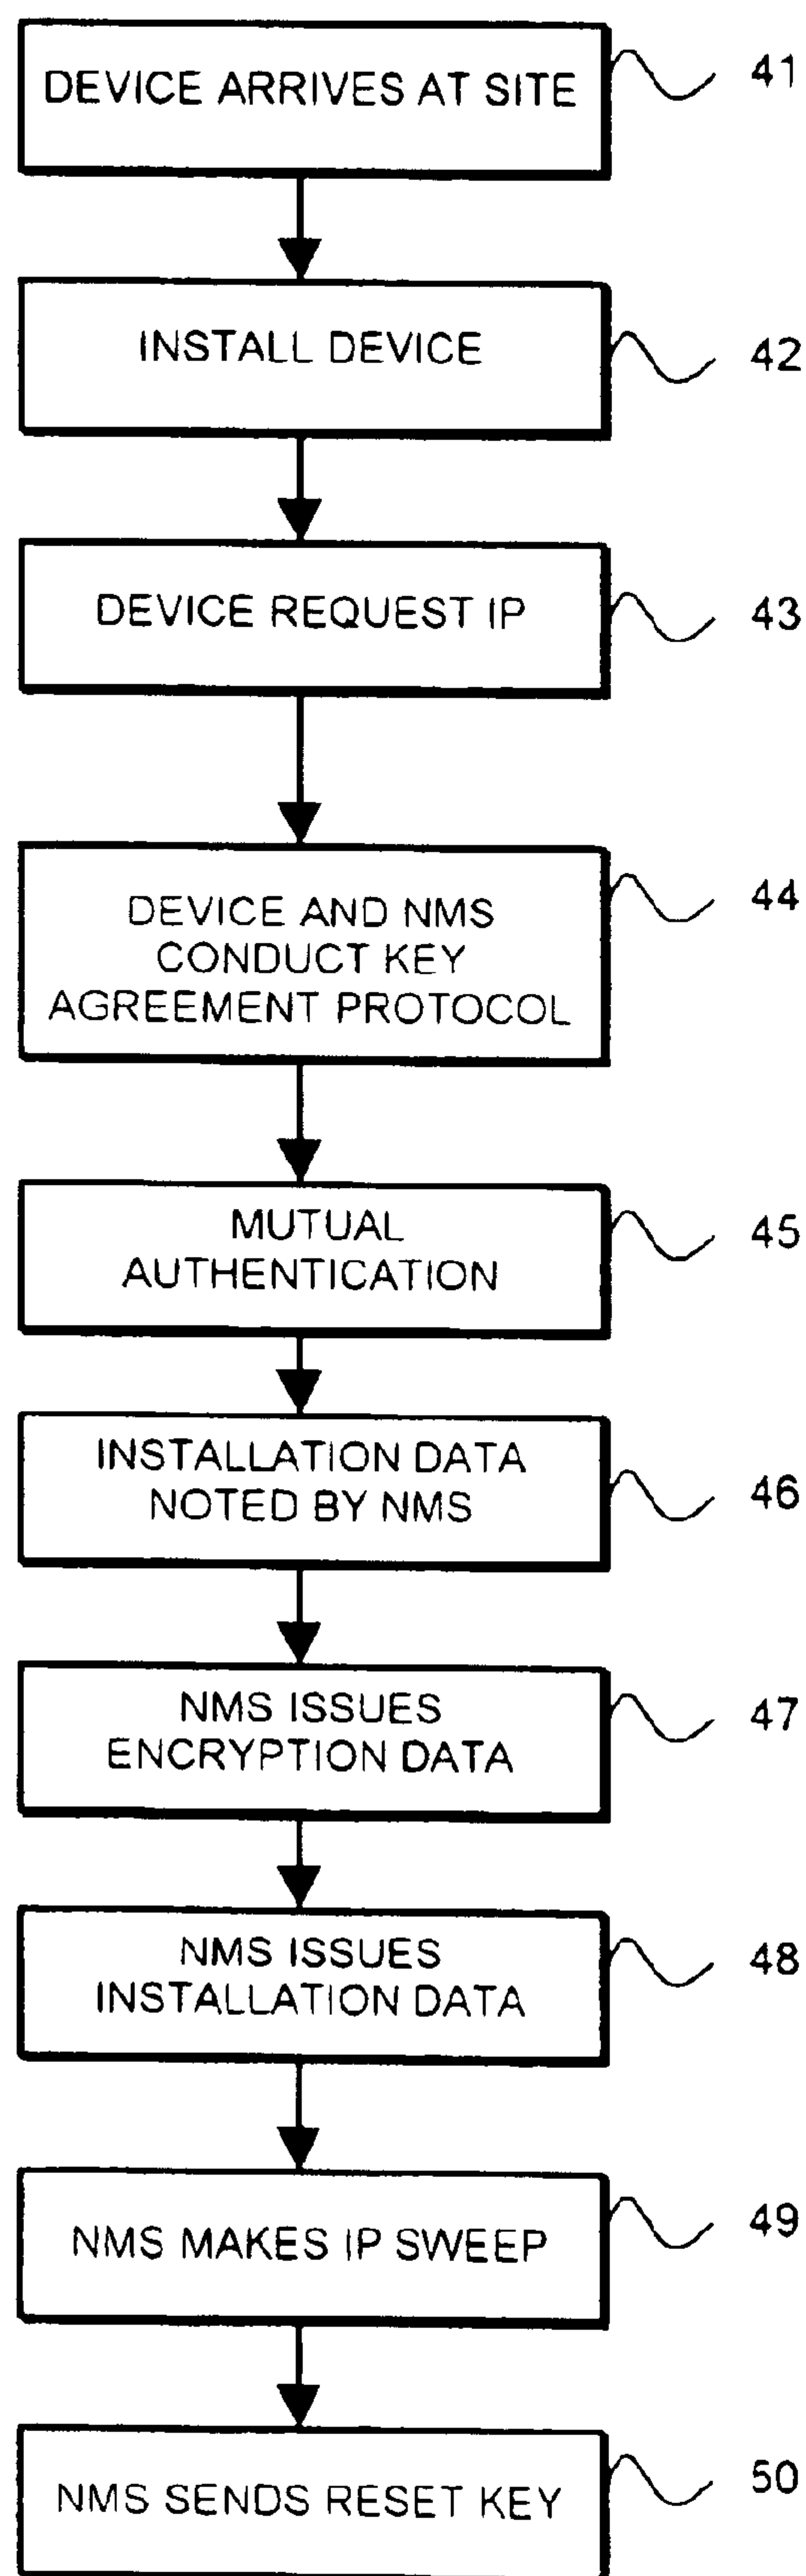 DEVICE ARRIVES AT SITE
41
INSTALL DEVICE
42
DEVICE REQUEST IP
43
DEVICE AND NMS
CONDUCT KEY
AGREEMENT PROTOCOL
44
MUTUAL
AUTHENTICATION
45
INSTALLATION DATA
NOTED BY NMS
46
NMS ISSUES
ENCRYPTION DATA
47
NMS ISSUES
INSTALLATION DATA
48
NMS MAKES IP SWEEP
49
NMS SENDS RESET KEY
50